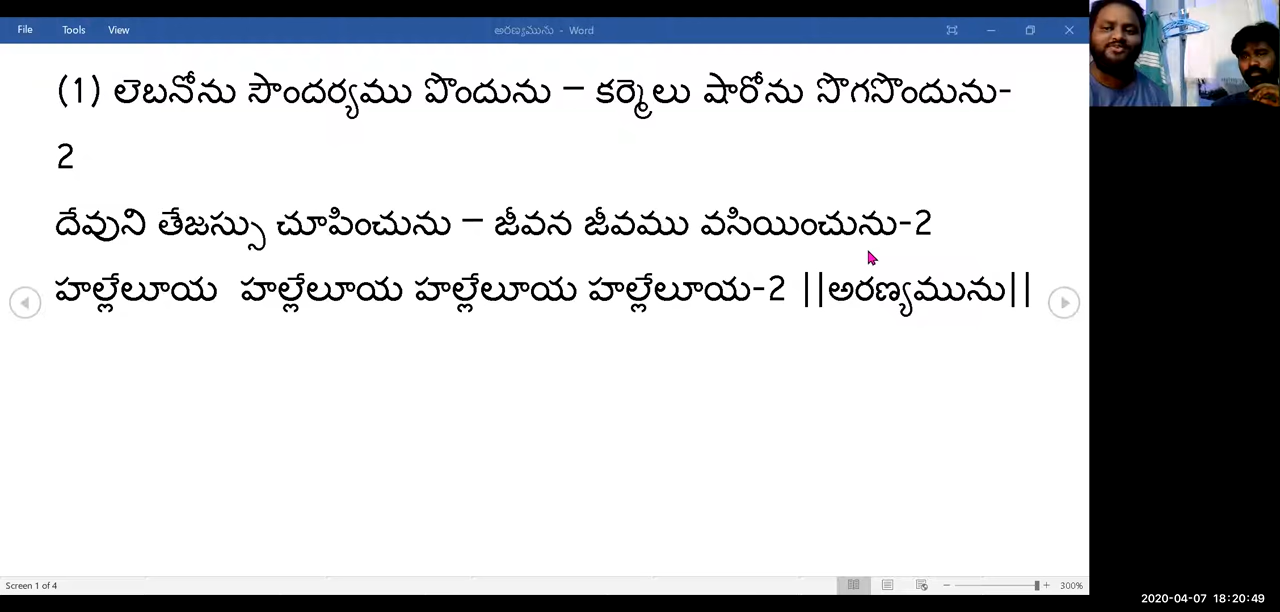 File Tools View అరణ్యమును - Word
(1) లెబనోను సౌందర్యము పొందును – కర్మెలు షారోను సొగసొందును-
2
దేవుని తేజస్సు చూపించును – జీవన జీవము వసియించును-2
హల్లేలూయ హల్లేలూయ హల్లేలూయ హల్లేలూయ-2 ||అరణ్యమును||
Screen 1 of 4 300%
2020-04-07 18:20:49